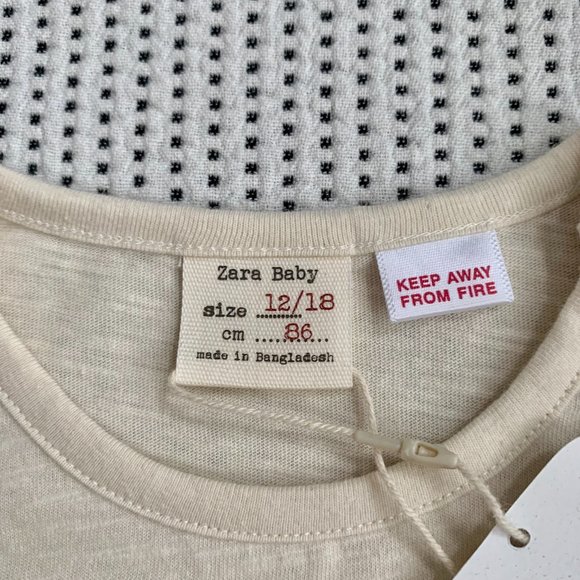 Zara Baby
size ......12/18
cm ....86....
made in Bangladesh
KEEP AWAY
FROM FIRE